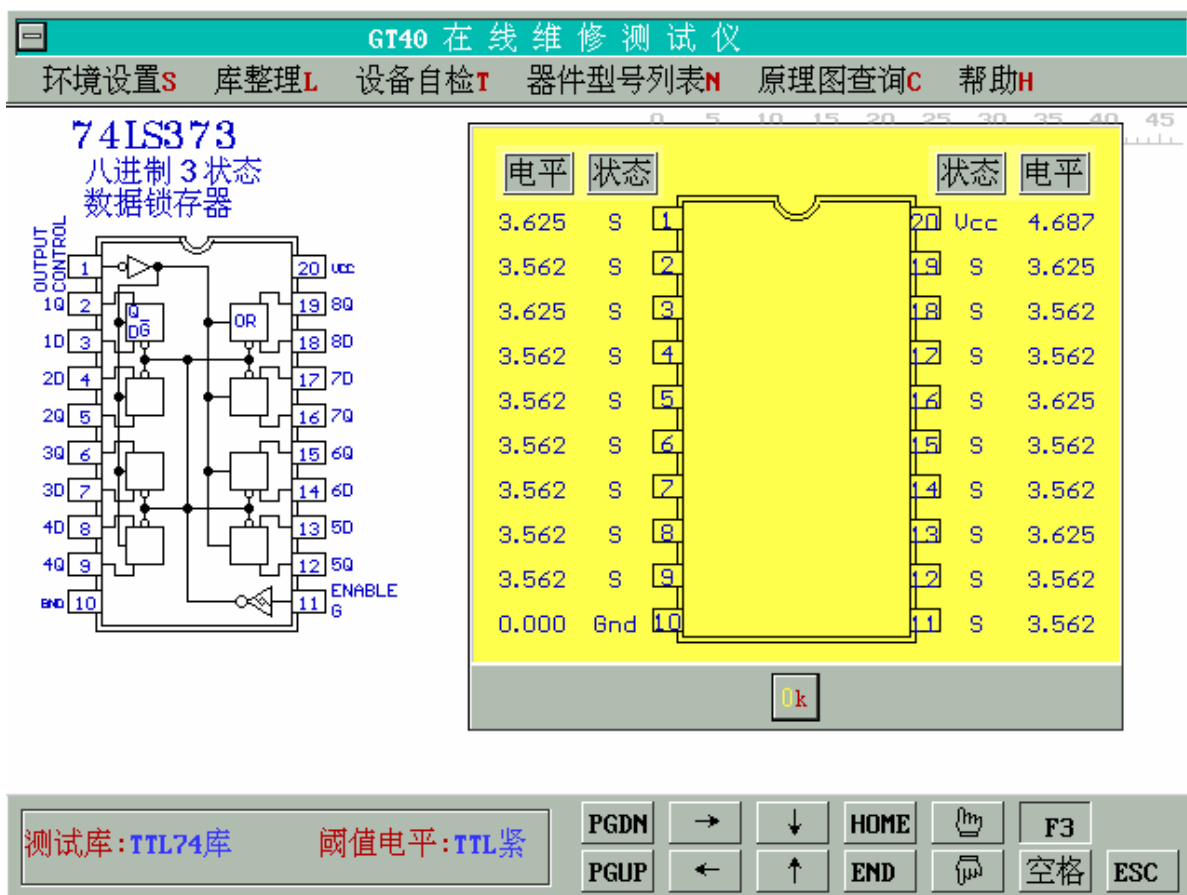 GT40 在 线 维 修 测 试 仪
环境设置S 库整理L 设备自检T 器件型号列表N 原理图查询C 帮助H
0 5 10 15 20 25 30 35 40 45
74LS373
八进制 3 状态
数据锁存器
OUTPUT
CONTROL
1 20 VCC
1Q 2 19 8Q
Q
DG̅
OR
1D 3 18 8D
2D 4 17 7D
2Q 5 16 7Q
3Q 6 15 6Q
3D 7 14 6D
4D 8 13 5D
4Q 9 12 5Q
GND 10 11 ENABLE
G
电平 状态 状态 电平
3.625 S 1 20 Vcc 4.687
3.562 S 2 19 S 3.625
3.625 S 3 18 S 3.562
3.562 S 4 17 S 3.562
3.562 S 5 16 S 3.625
3.562 S 6 15 S 3.562
3.562 S 7 14 S 3.562
3.562 S 8 13 S 3.625
3.562 S 9 12 S 3.562
0.000 Gnd 10 11 S 3.562
Ok
测试库:TTL74库 阈值电平:TTL紧
PGDN → ↓ HOME F3
PGUP ← ↑ END 空格 ESC